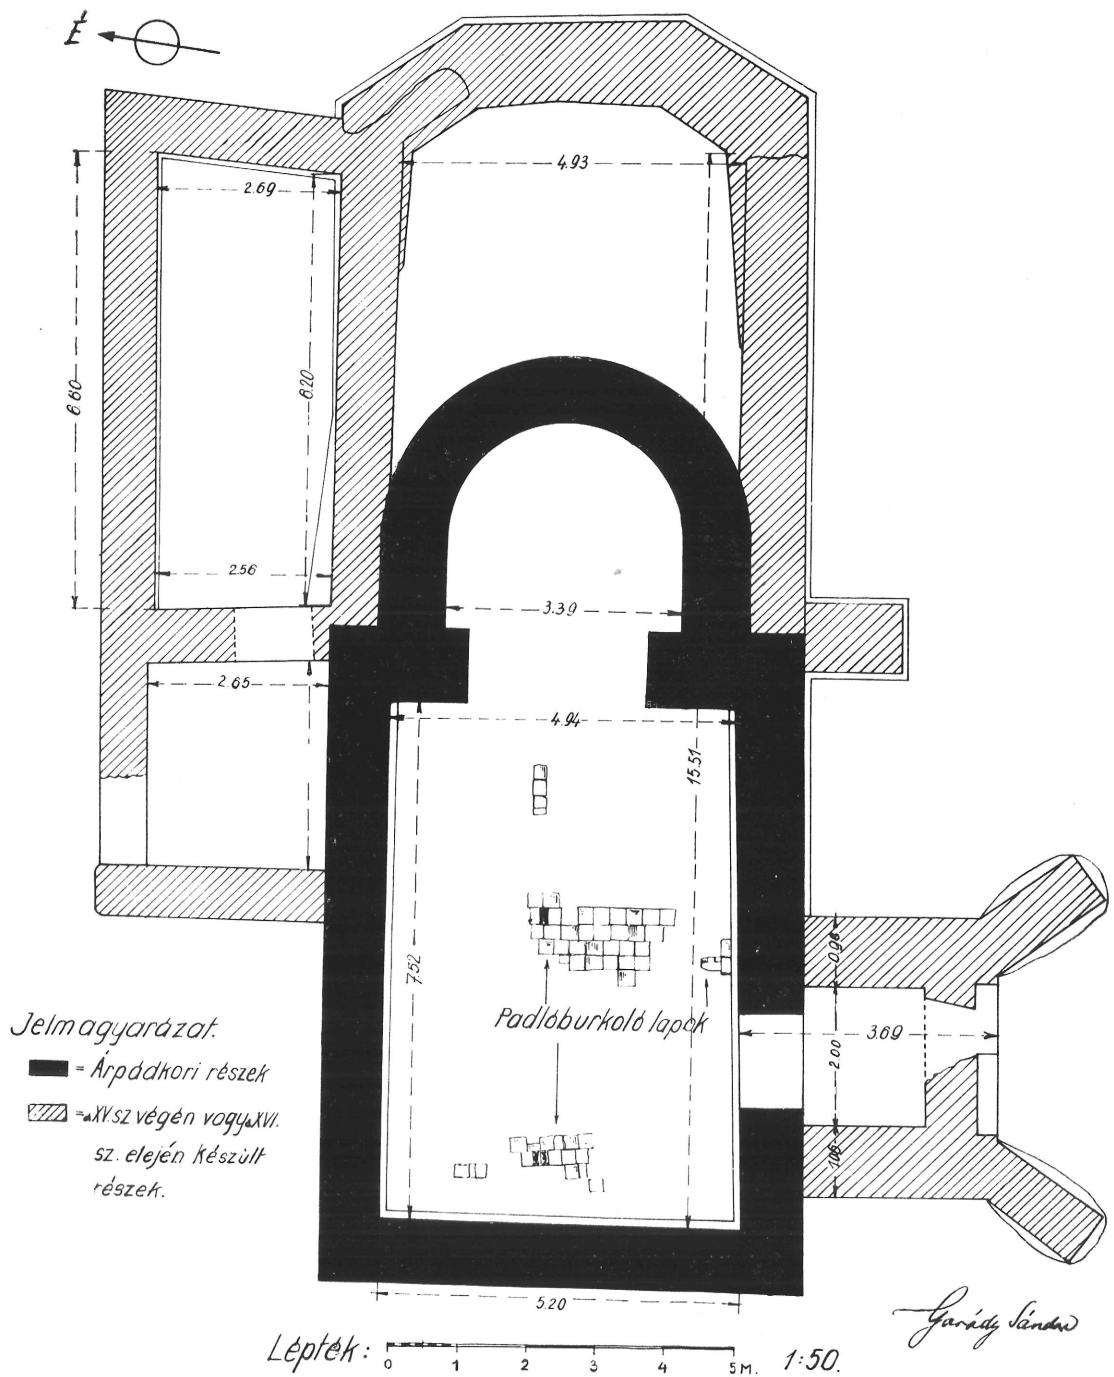 É
4.93
2.69
6.60
6.20
2.56
3.39
2.65
4.94
15.51
7.52
0.96
Padlóburkoló lapok
3.69
2.00
1.06
Jelmagyarázat.
= Árpádkori részek
= a XV. sz végén vagy a XVI.
sz. elején készült
részek.
5.20
Garády Sándor
Lépték: 0 1 2 3 4 5 M. 1:50.